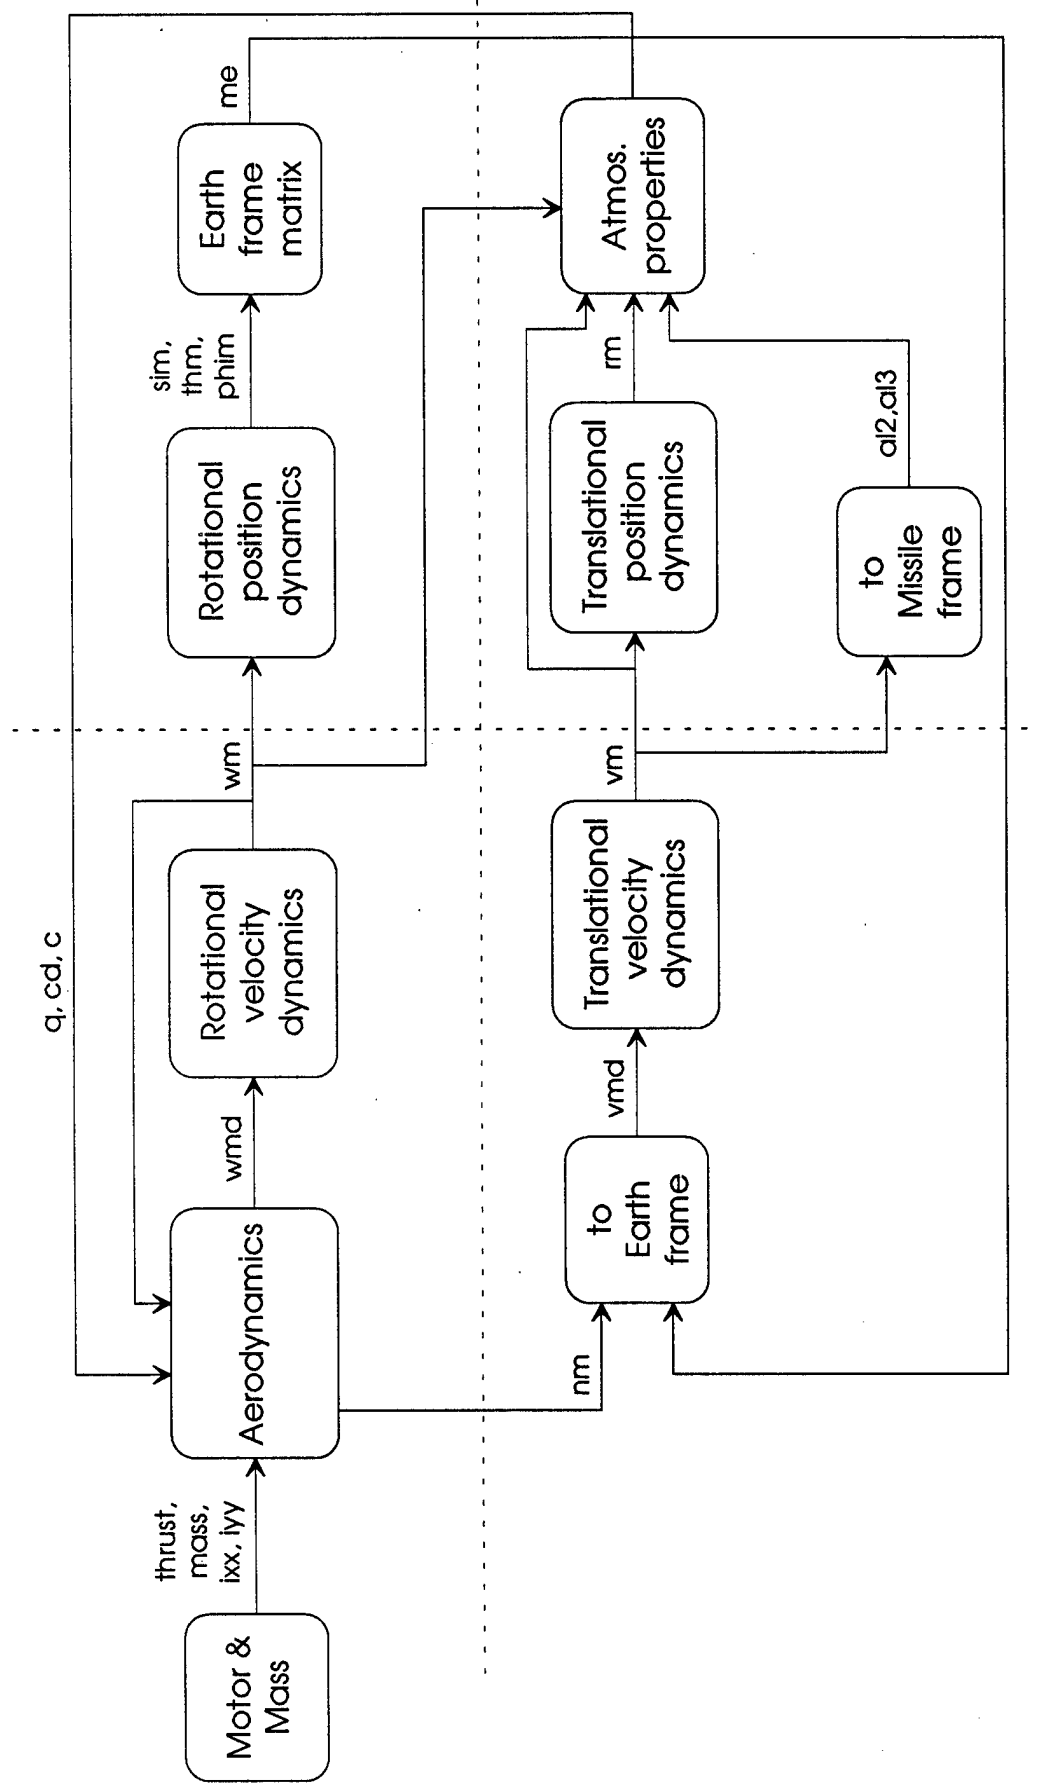 q, cd, c
thrust,
mass,
ixx, iyy
wmd
wm
sim,
thm,
phim
me
Motor &
Mass
Aerodynamics
Rotational
velocity
dynamics
Rotational
position
dynamics
Earth
frame
matrix
nm
vmd
vm
rm
to
Earth
frame
Translational
velocity
dynamics
Translational
position
dynamics
Atmos.
properties
al2,al3
to
Missile
frame